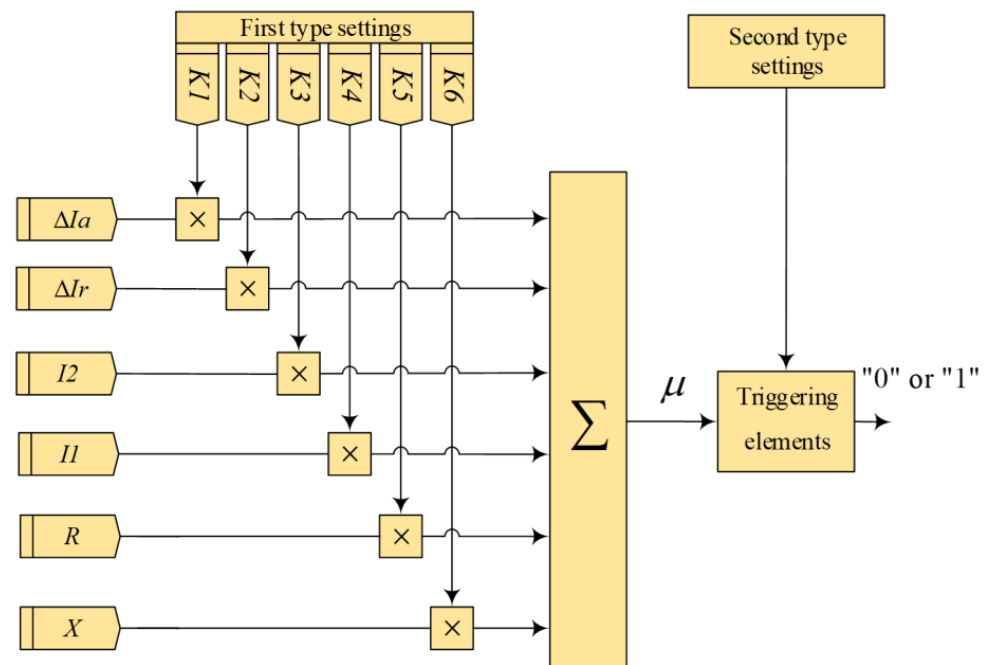 First type settings
K1 K2 K3 K4 K5 K6
Second type
settings
ΔIa
×
ΔIr
×
I2
×
I1
×
R
×
X
×
Σ
μ
Triggering
elements
"0" or "1"